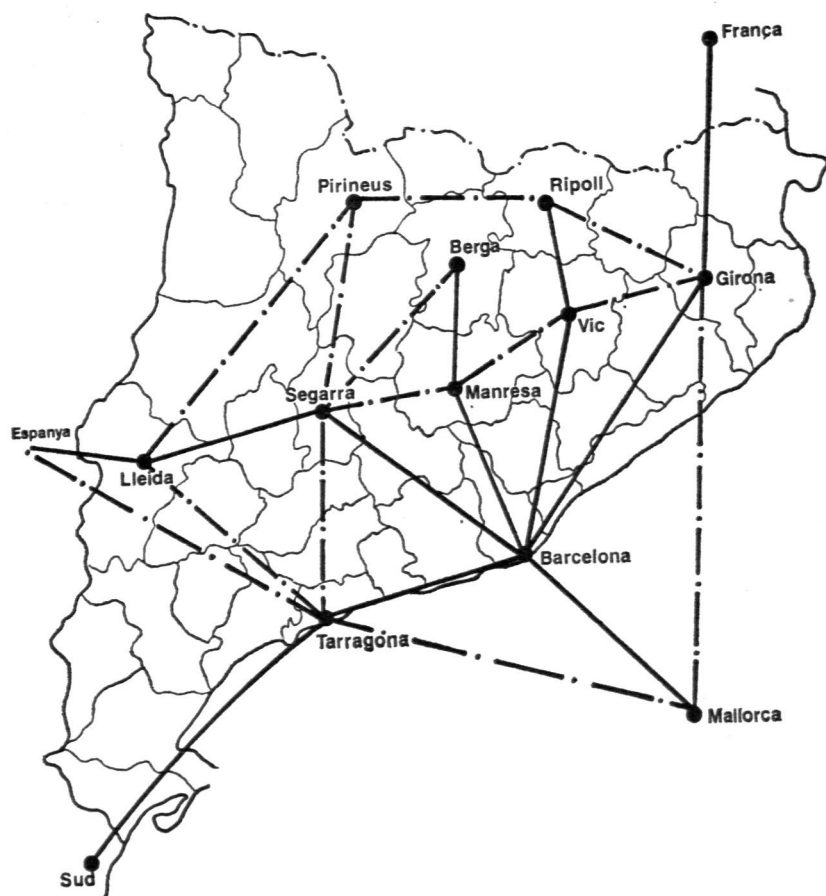 França
Pirineus
Ripoll
Berga
Girona
Vic
Segarra
Manresa
Espanya
Lleida
Barcelona
Tarragona
Mallorca
Sud